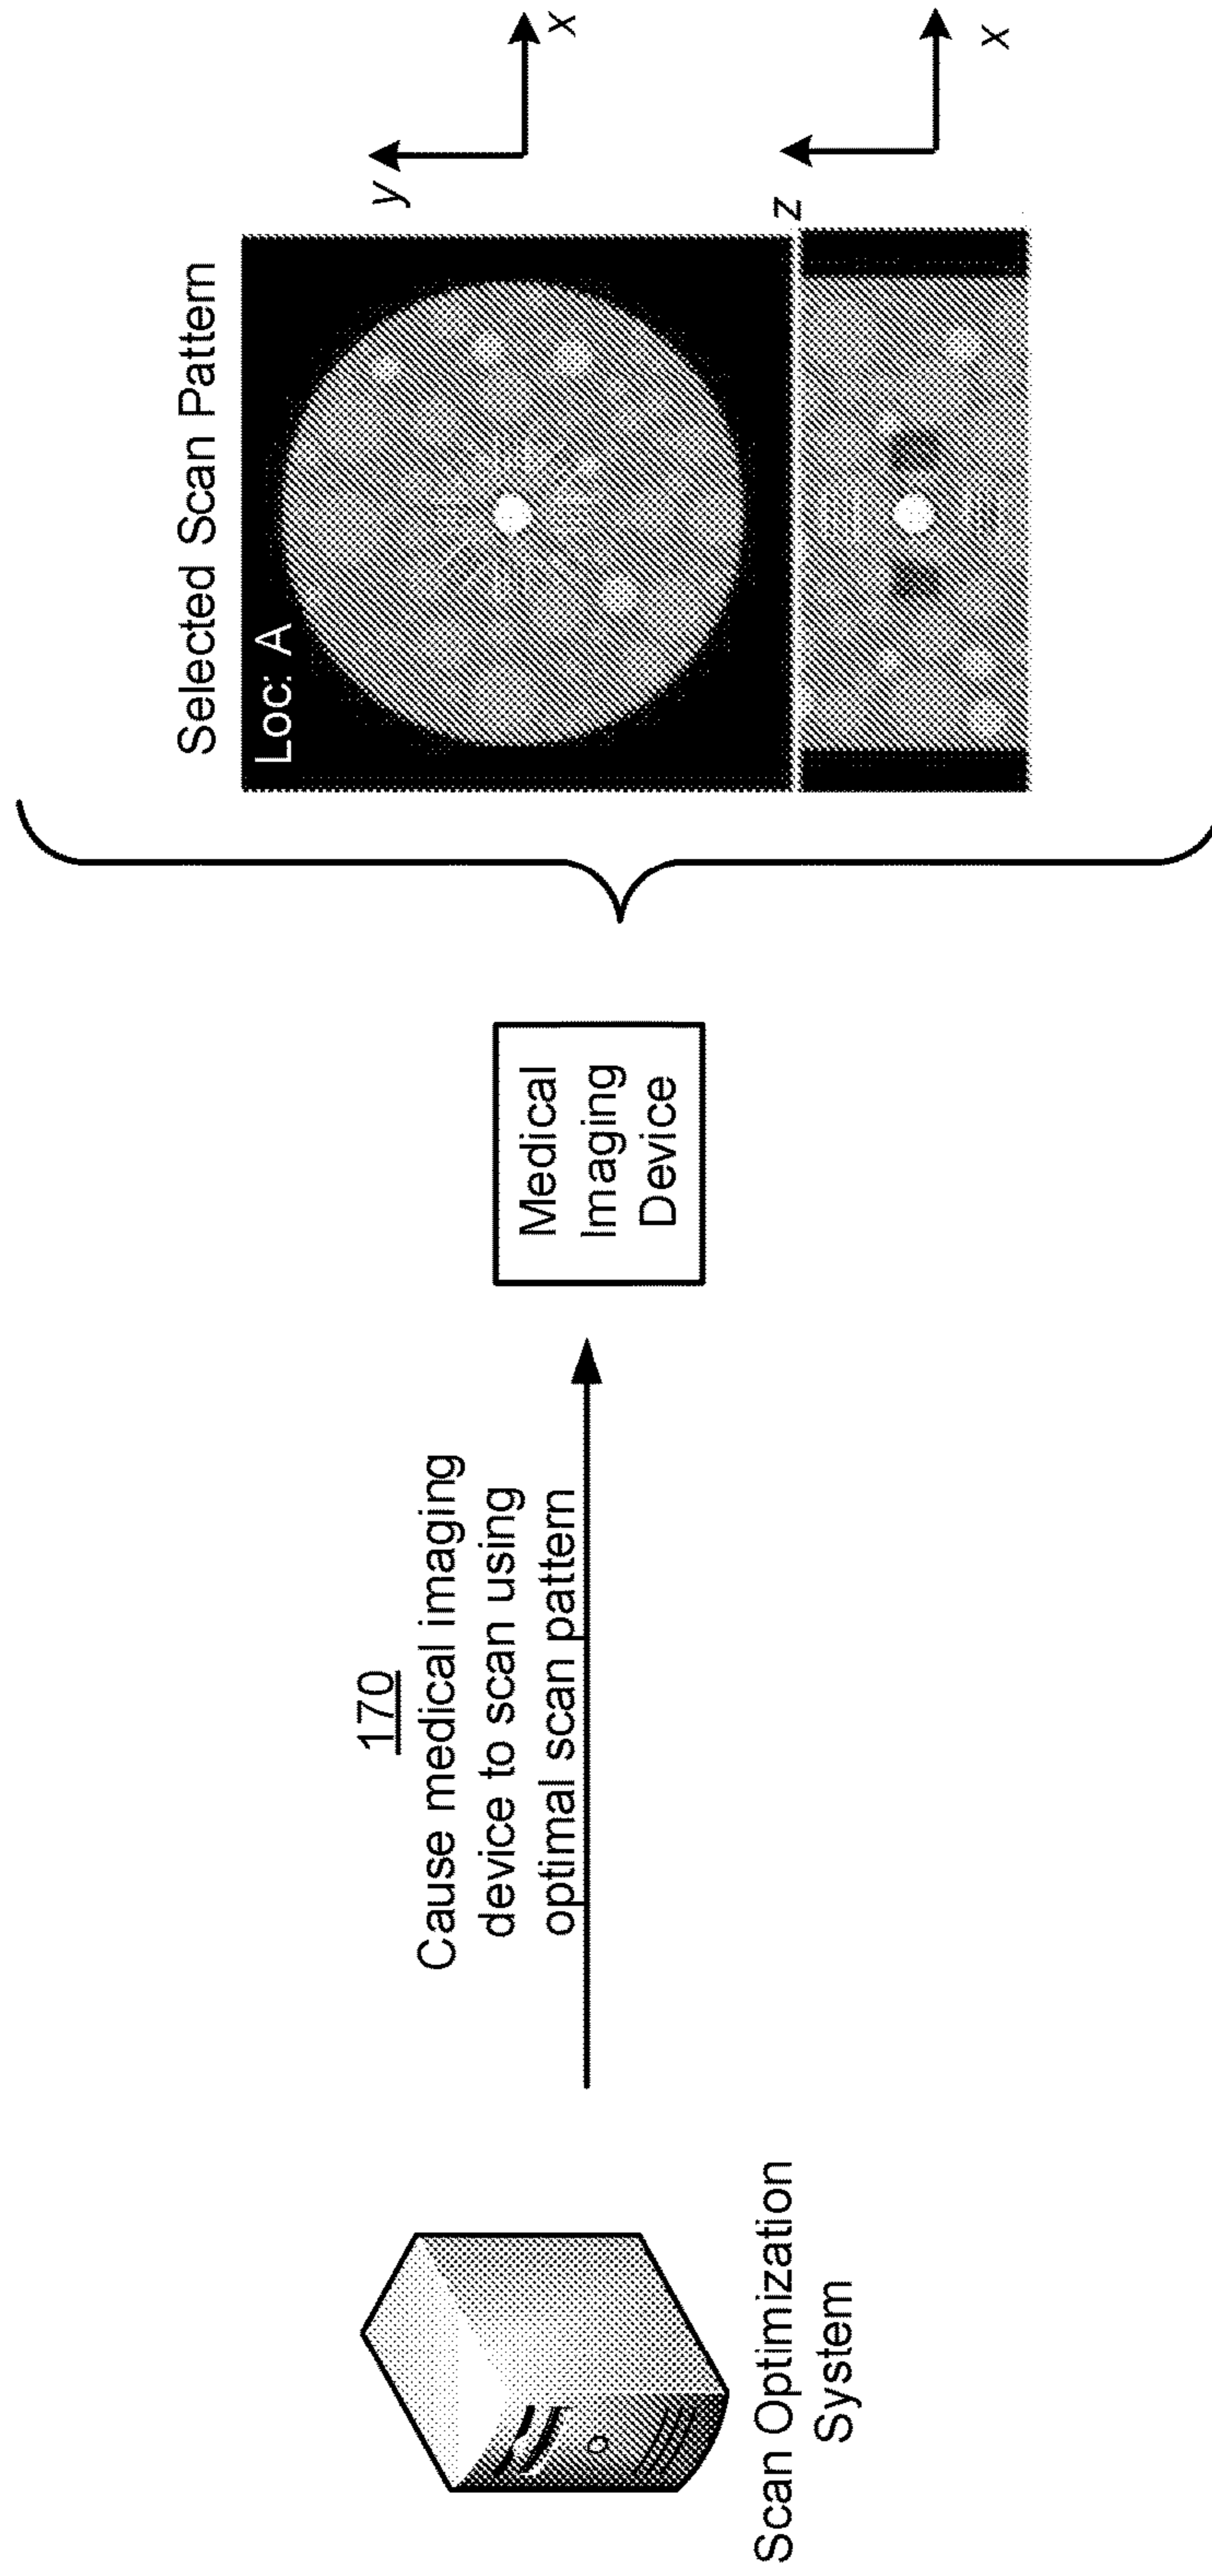 Scan Optimization
System
170
Cause medical imaging
device to scan using
optimal scan pattern
Medical
Imaging
Device
Selected Scan Pattern
Loc: A
y
x
z
x